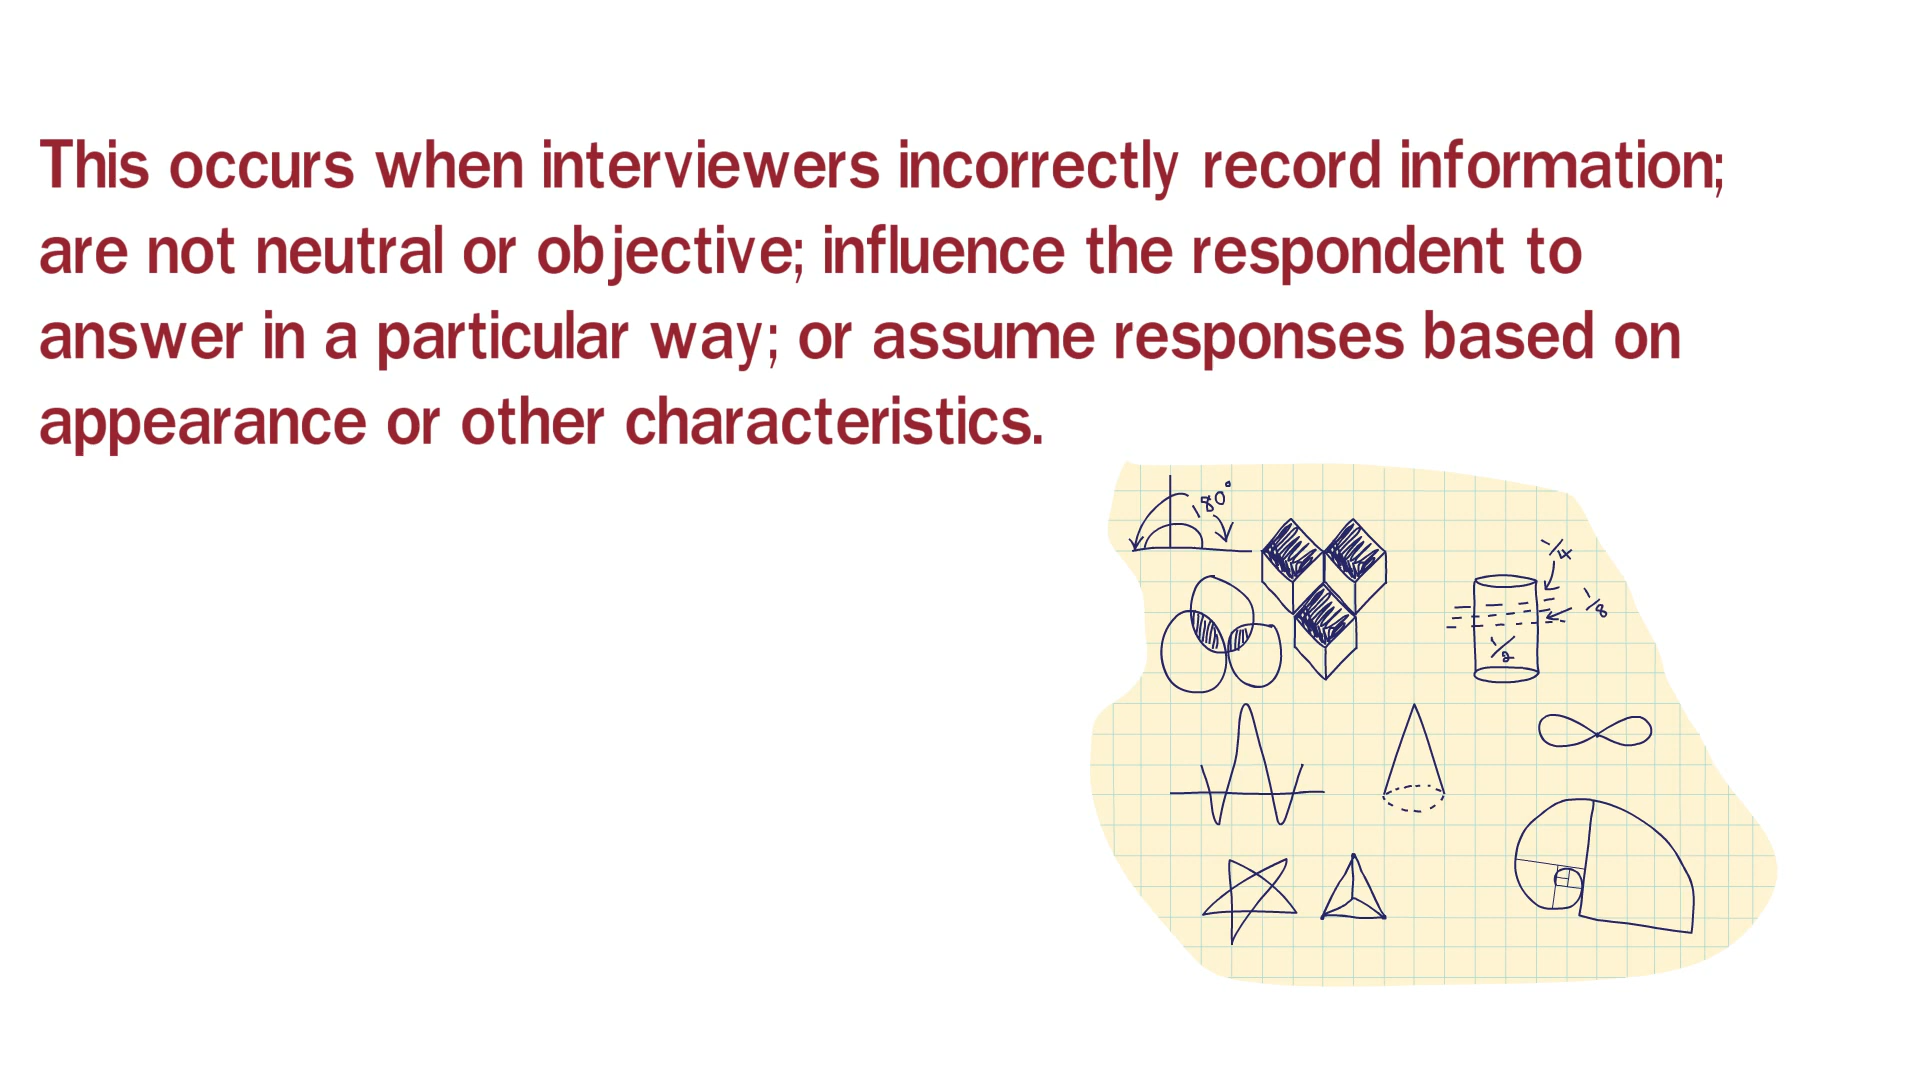 This occurs when interviewers incorrectly record information;
are not neutral or objective; influence the respondent to
answer in a particular way; or assume responses based on
appearance or other characteristics.
180°
1/4
1/8
1/2